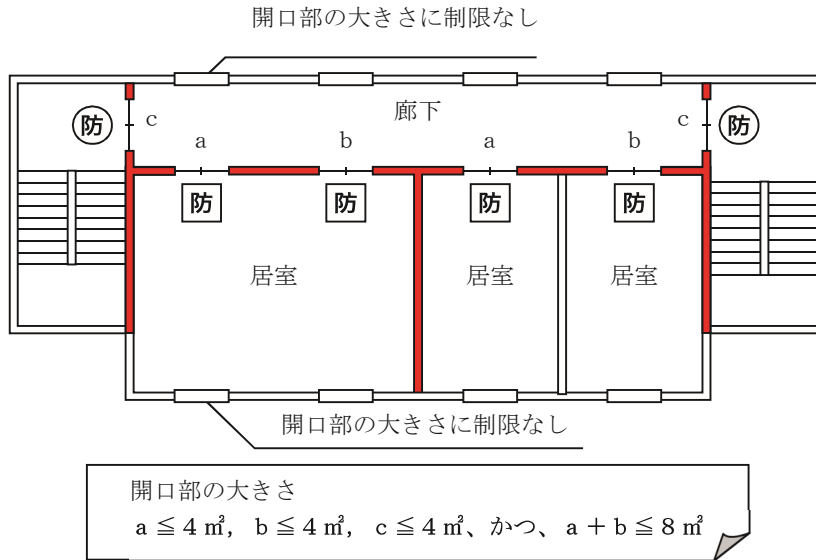 開口部の大きさに制限なし
廊下
防 c c 防
a b a b
防 防 防 防
居室 居室 居室
開口部の大きさに制限なし
開口部の大きさ
a ≦ 4 ㎡, b ≦ 4 ㎡, c ≦ 4 ㎡、かつ、a + b ≦ 8 ㎡